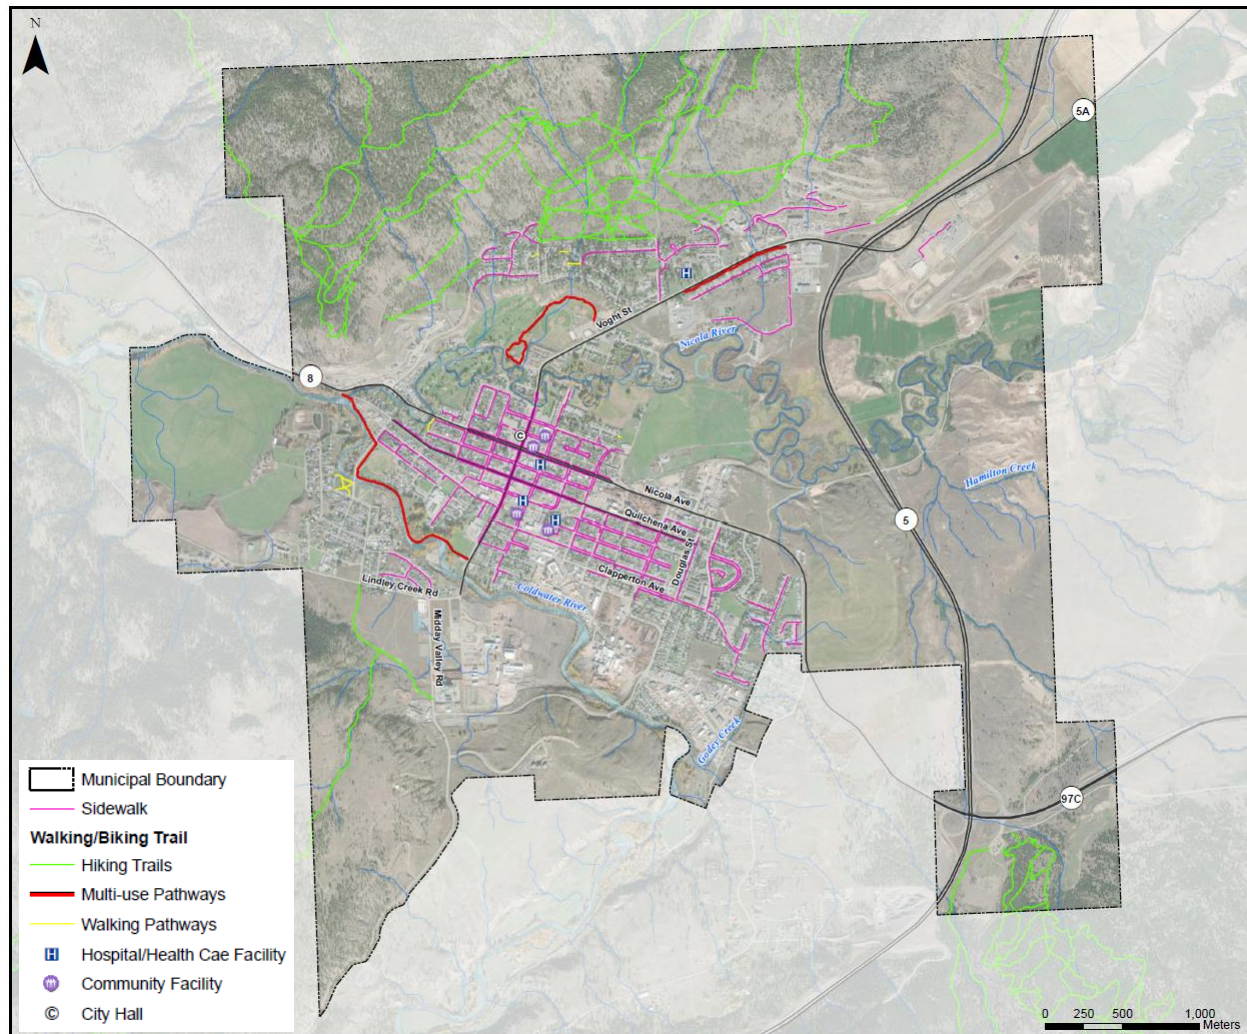 N
5A
Voght St
Nicola River
8
C
Hamilton Creek
Nicola Ave
Quilchena Ave
5
Douglas St
Clapperton Ave
Lindley Creek Rd
Coldwater River
Midday Valley Rd
Godey Creek
97C
Municipal Boundary
Sidewalk
Walking/Biking Trail
Hiking Trails
Multi-use Pathways
Walking Pathways
H Hospital/Health Cae Facility
Community Facility
© City Hall
0 250 500 1,000
Meters